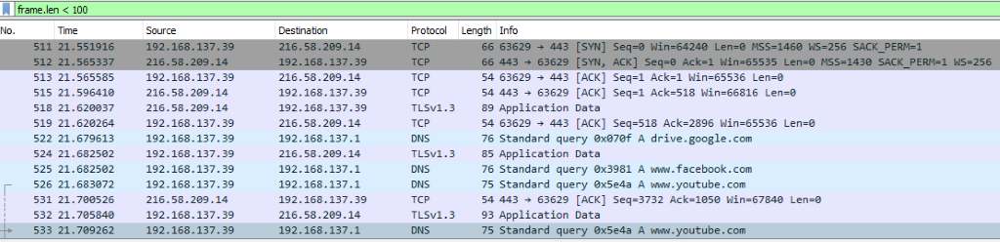 frame.len < 100
No. Time Source Destination Protocol Length Info
511 21.551916 192.168.137.39 216.58.209.14 TCP 66 63629 → 443 [SYN] Seq=0 Win=64240 Len=0 MSS=1460 WS=256 SACK_PERM=1
512 21.565337 216.58.209.14 192.168.137.39 TCP 66 443 → 63629 [SYN, ACK] Seq=0 Ack=1 Win=65535 Len=0 MSS=1430 SACK_PERM=1 WS=256
513 21.565585 192.168.137.39 216.58.209.14 TCP 54 63629 → 443 [ACK] Seq=1 Ack=1 Win=65536 Len=0
515 21.596410 216.58.209.14 192.168.137.39 TCP 54 443 → 63629 [ACK] Seq=1 Ack=518 Win=66816 Len=0
518 21.620037 216.58.209.14 192.168.137.39 TLSv1.3 89 Application Data
519 21.620264 192.168.137.39 216.58.209.14 TCP 54 63629 → 443 [ACK] Seq=518 Ack=2896 Win=65536 Len=0
522 21.679613 192.168.137.39 192.168.137.1 DNS 76 Standard query 0x070f A drive.google.com
524 21.682502 192.168.137.39 216.58.209.14 TLSv1.3 85 Application Data
525 21.682502 192.168.137.39 192.168.137.1 DNS 76 Standard query 0x3981 A www.facebook.com
526 21.683072 192.168.137.39 192.168.137.1 DNS 75 Standard query 0x5e4a A www.youtube.com
531 21.700526 216.58.209.14 192.168.137.39 TCP 54 443 → 63629 [ACK] Seq=3732 Ack=1050 Win=67840 Len=0
532 21.705840 192.168.137.39 216.58.209.14 TLSv1.3 93 Application Data
533 21.709262 192.168.137.39 192.168.137.1 DNS 75 Standard query 0x5e4a A www.youtube.com